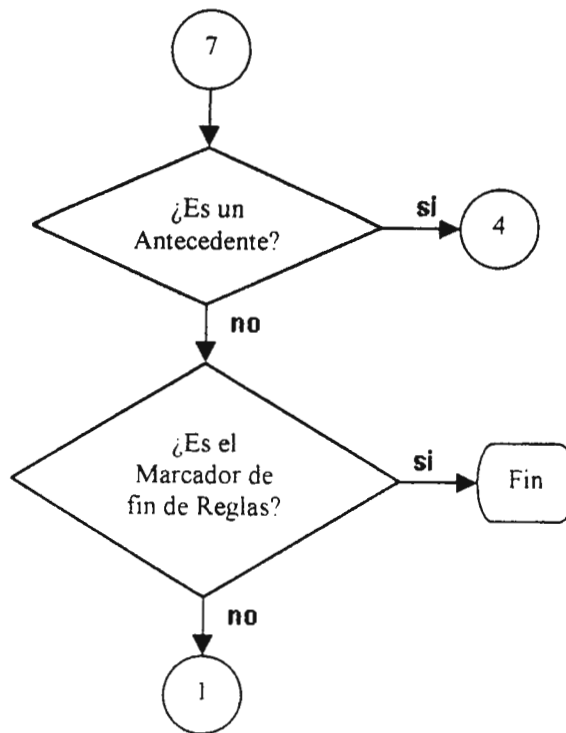 7
¿Es un
Antecedente?
si
4
no
¿Es el
Marcador de
fin de Reglas?
si
Fin
no
1